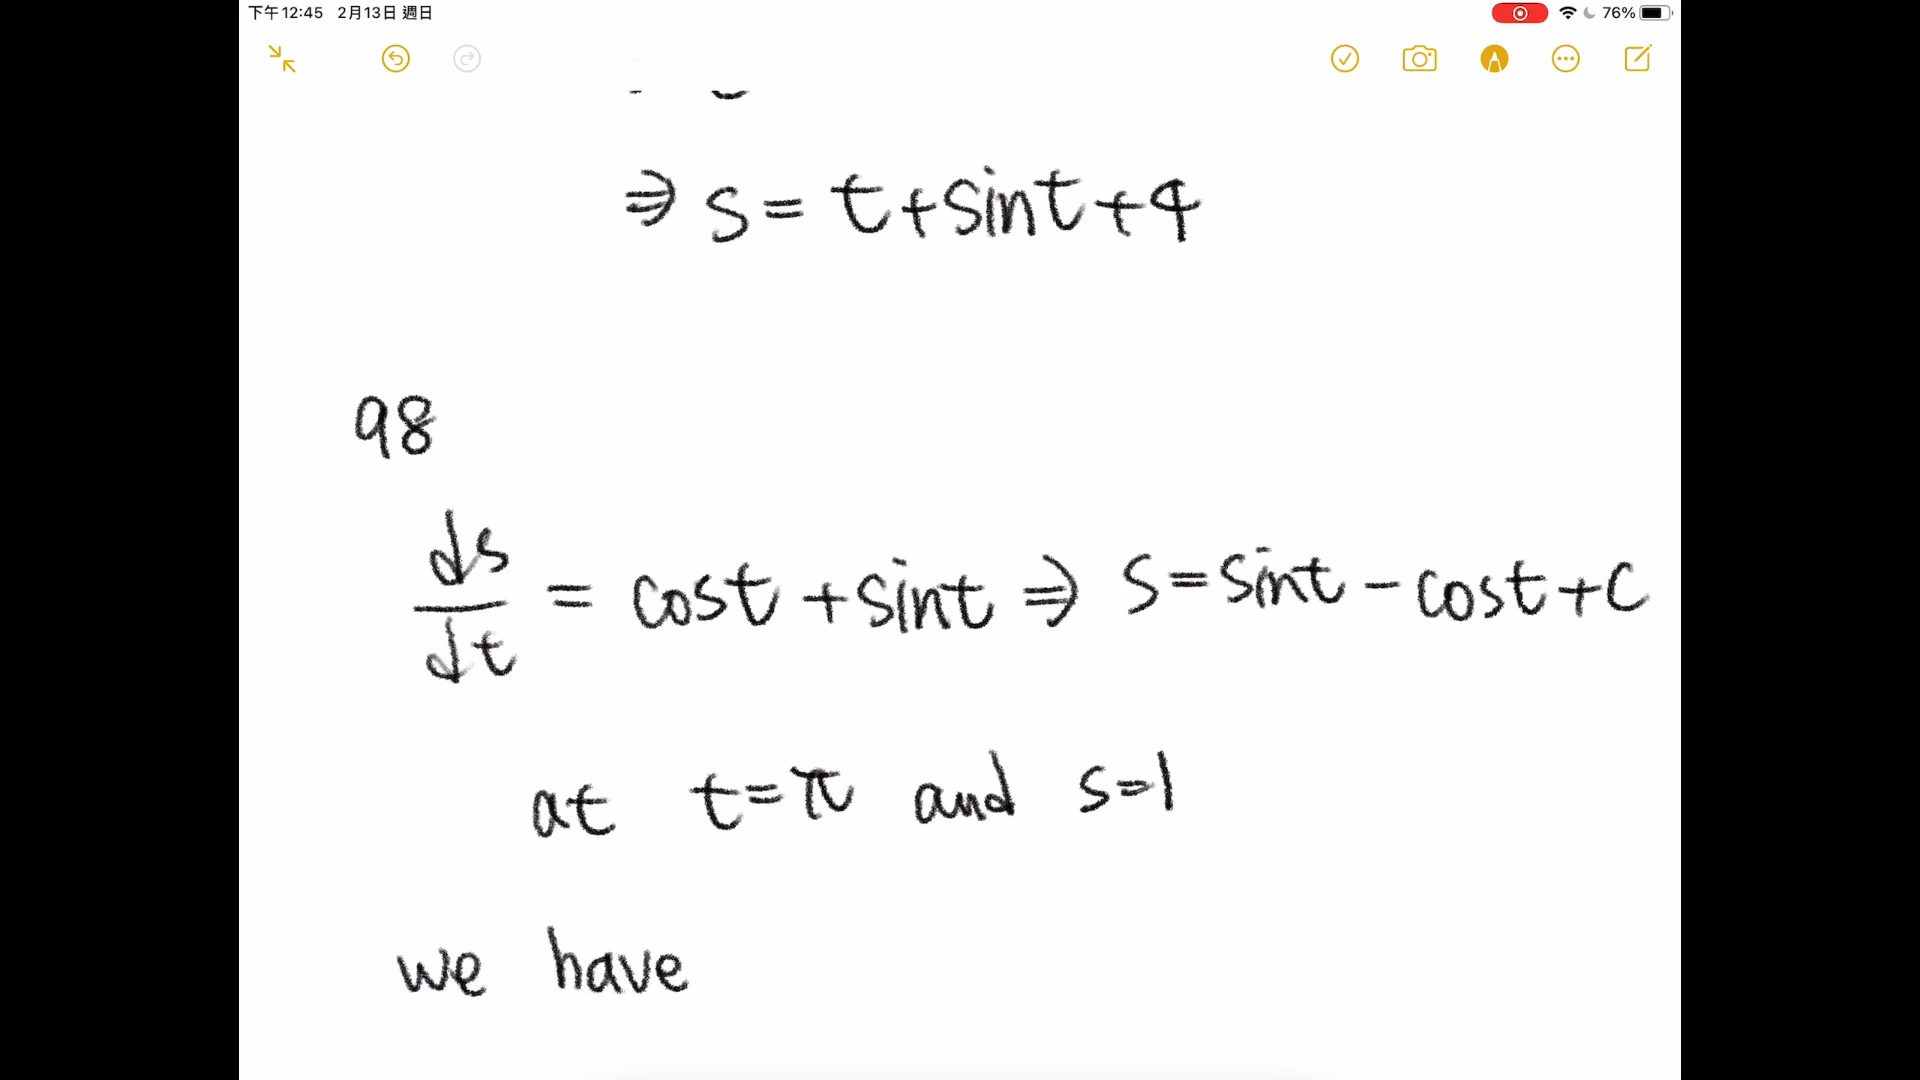 下午12:45 2月13日 週日 76%
⇒ s = t + sint + 4
98
ds/dt = cost + sint ⇒ s = sint - cost + c
at t=π and s=1
we have